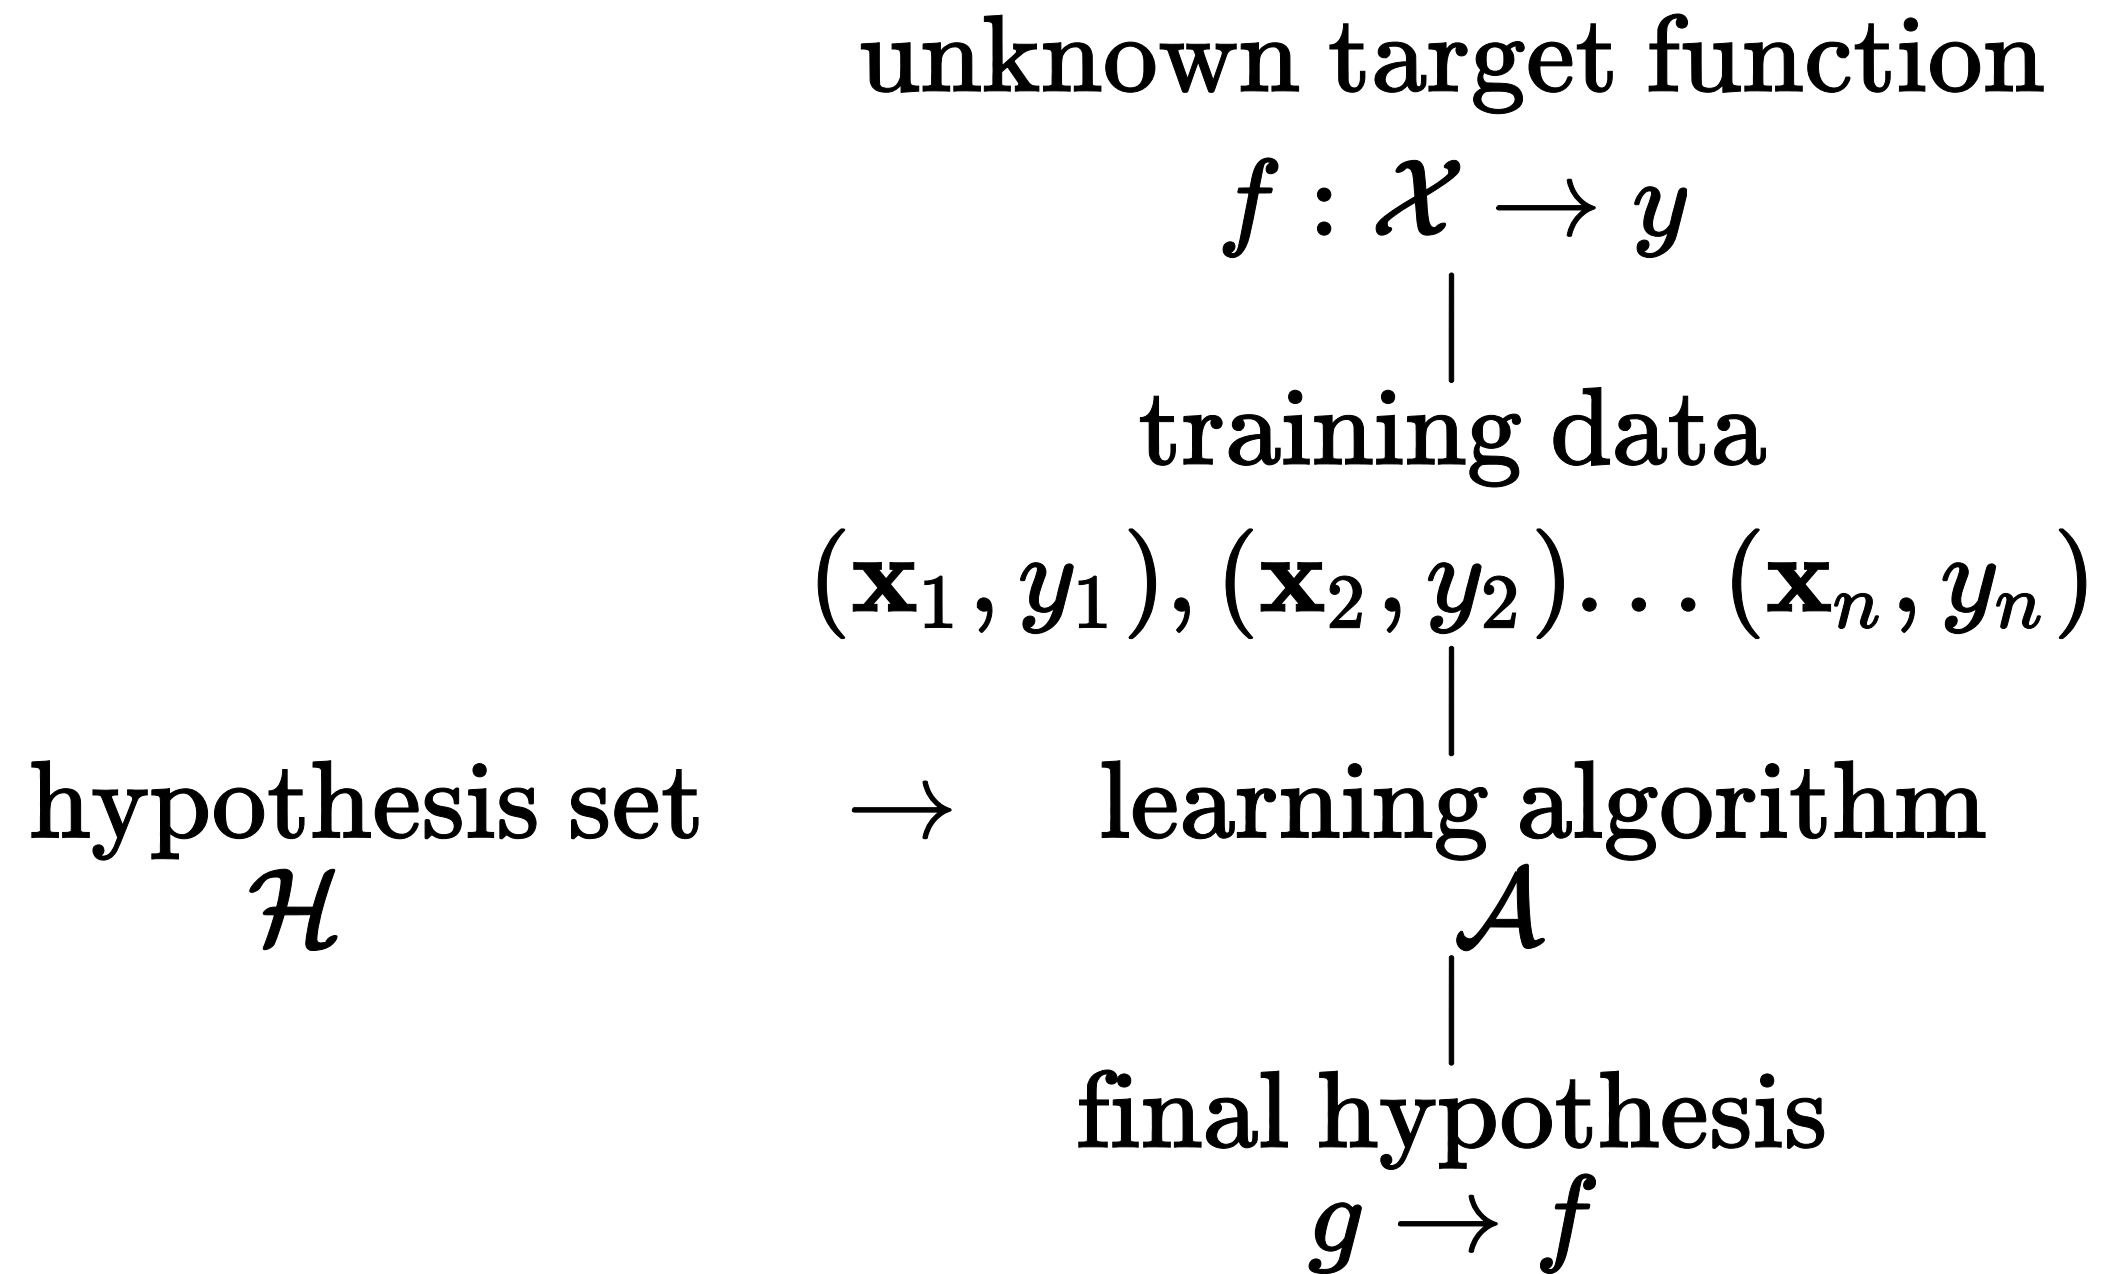 unknown target function
f : 𝒳 → y
training data
(𝐱₁, y₁), (𝐱₂, y₂)...(𝐱ₙ, yₙ)
hypothesis set → learning algorithm
ℋ 𝒜
final hypothesis
g → f